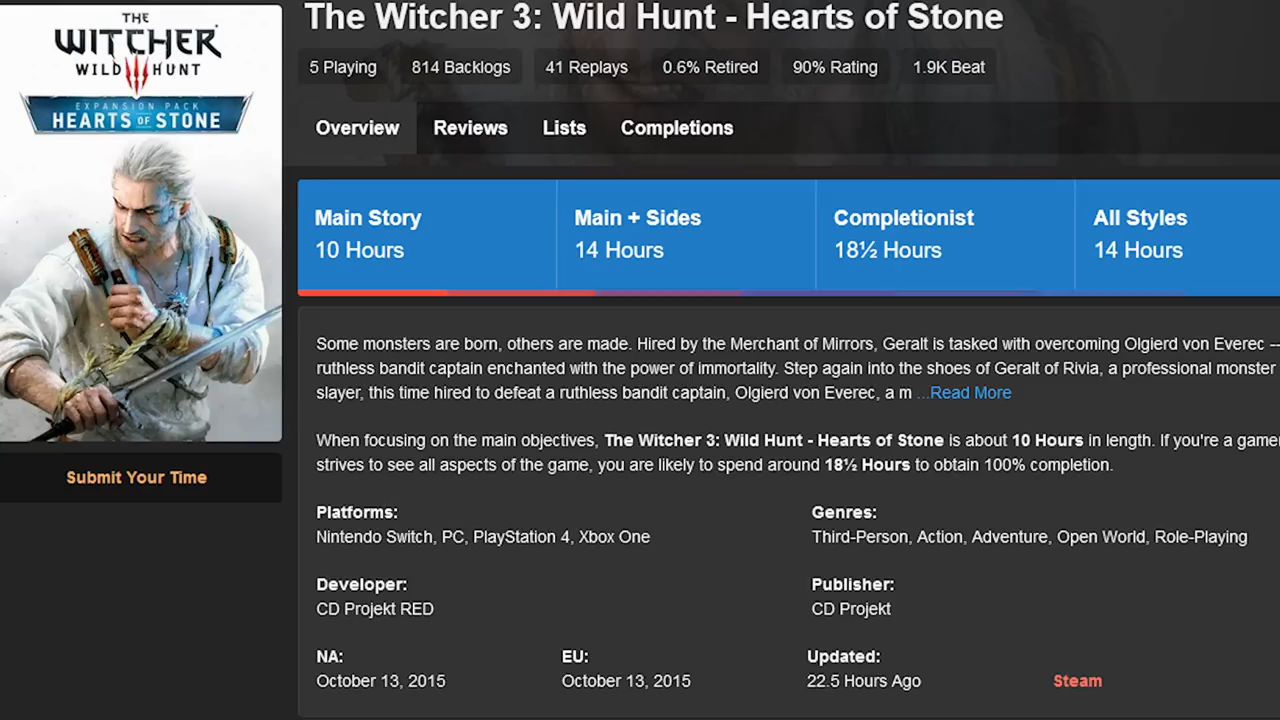 THE
WITCHER
WILD HUNT
EXPANSION PACK
HEARTS OF STONE
Submit Your Time
The Witcher 3: Wild Hunt - Hearts of Stone
5 Playing 814 Backlogs 41 Replays 0.6% Retired 90% Rating 1.9K Beat
Overview Reviews Lists Completions
Main Story Main + Sides Completionist All Styles
10 Hours 14 Hours 18½ Hours 14 Hours
Some monsters are born, others are made. Hired by the Merchant of Mirrors, Geralt is tasked with overcoming Olgierd von Everec --
ruthless bandit captain enchanted with the power of immortality. Step again into the shoes of Geralt of Rivia, a professional monster
slayer, this time hired to defeat a ruthless bandit captain, Olgierd von Everec, a m ...Read More
When focusing on the main objectives, The Witcher 3: Wild Hunt - Hearts of Stone is about 10 Hours in length. If you're a gamer
strives to see all aspects of the game, you are likely to spend around 18½ Hours to obtain 100% completion.
Platforms: Genres:
Nintendo Switch, PC, PlayStation 4, Xbox One Third-Person, Action, Adventure, Open World, Role-Playing
Developer: Publisher:
CD Projekt RED CD Projekt
NA: EU: Updated:
October 13, 2015 October 13, 2015 22.5 Hours Ago Steam